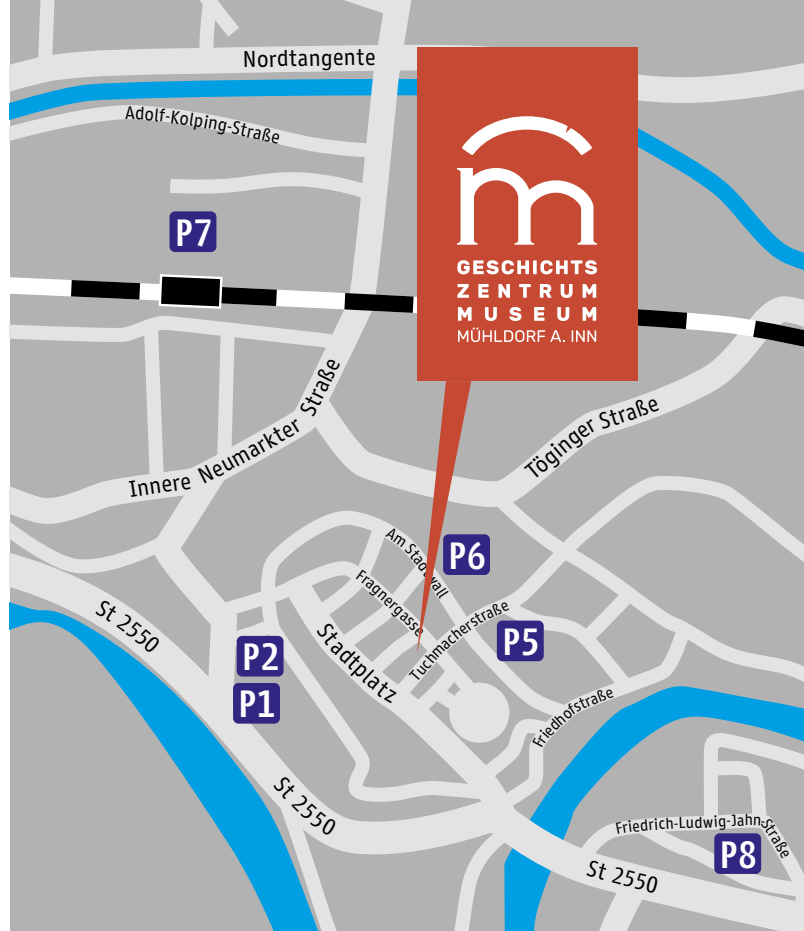 Nordtangente
Adolf-Kolping-Straße
P7
GESCHICHTS
ZENTRUM
MUSEUM
MÜHLDORF A. INN
Innere Neumarkter Straße
Töginger Straße
Am Stadtwall
P6
Fragnergasse
Tuchmacherstraße
St 2550
Stadtplatz
P5
P2
P1
Friedhofstraße
St 2550
Friedrich-Ludwig-Jahn-Straße
P8
St 2550